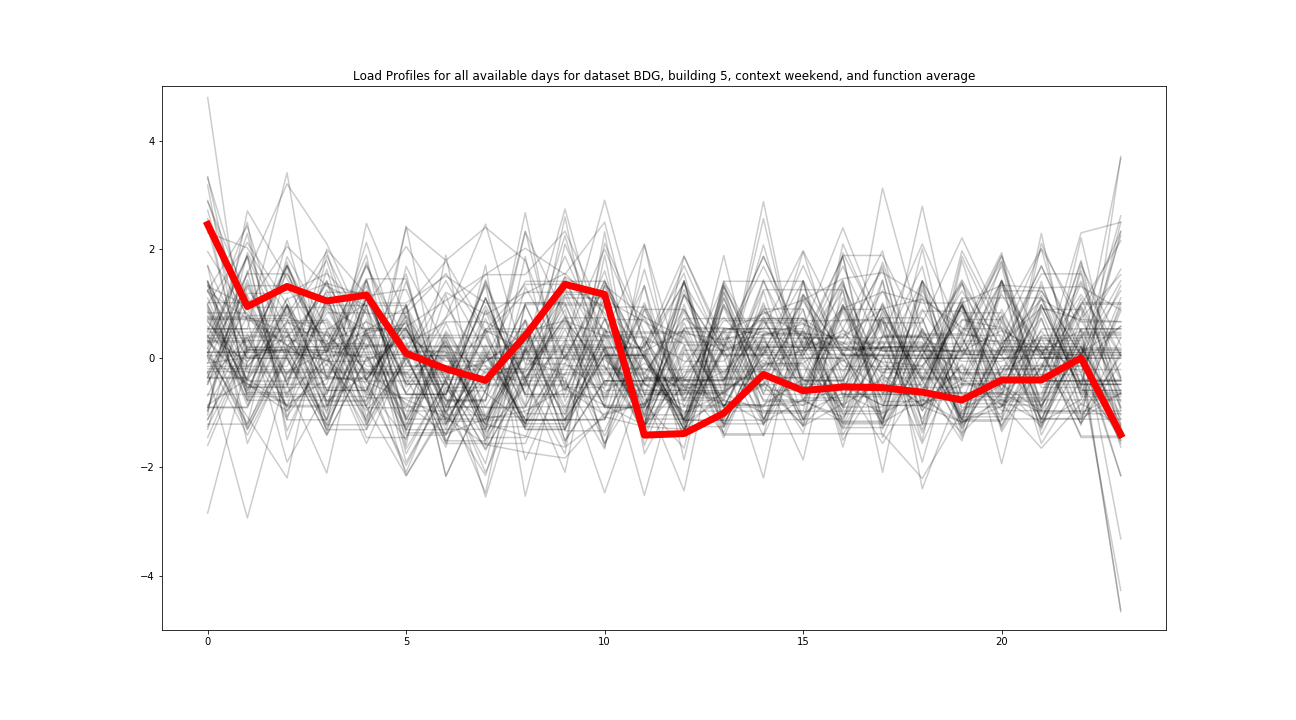 Load Profiles for all available days for dataset BDG, building 5, context weekend, and function average
4
2
0
−2
−4
0 5 10 15 20